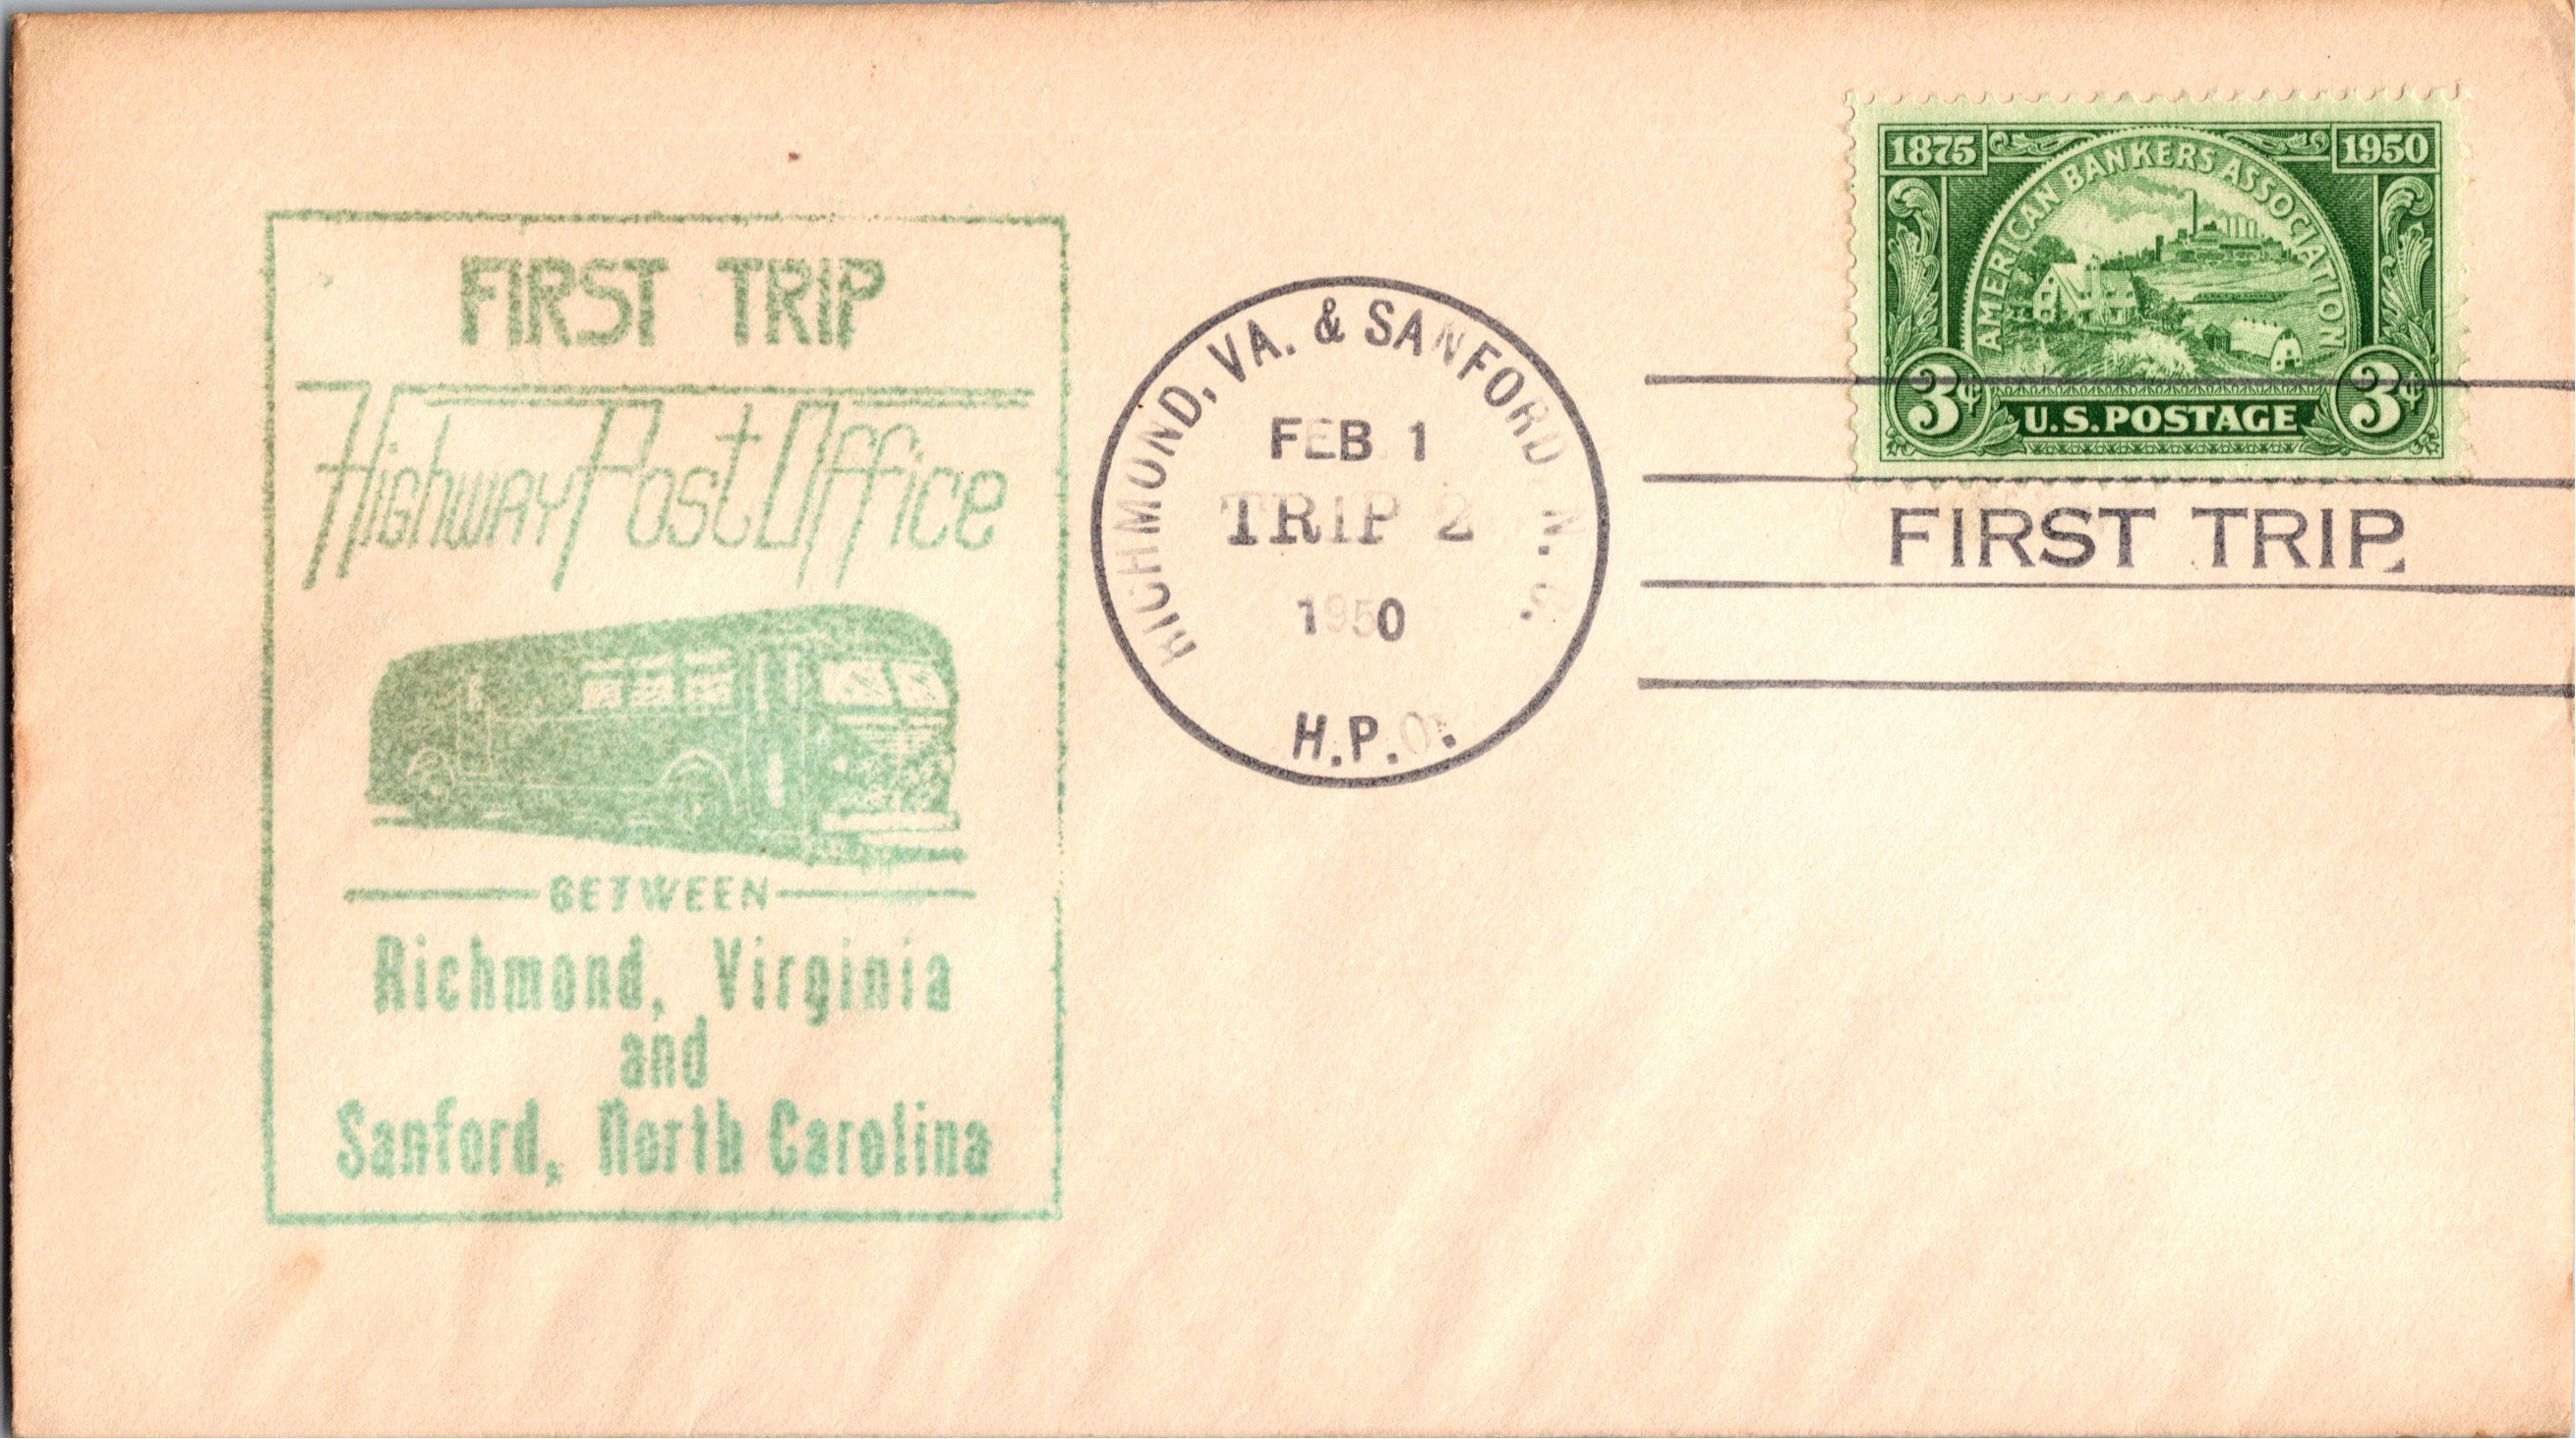 FIRST TRIP
Highway Post Office
BETWEEN
Richmond, Virginia
and
Sanford, North Carolina
RICHMOND, VA. & SANFORD, N. C.
FEB 1
TRIP 2
1950
H.P.O.
1875 1950
AMERICAN BANKERS ASSOCIATION
3¢ U.S. POSTAGE 3¢
FIRST TRIP